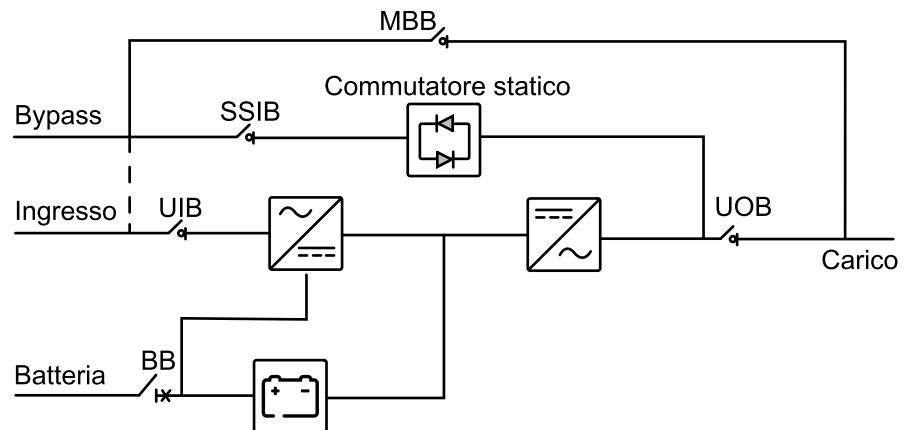 MBB
Commutatore statico
Bypass
SSIB
Ingresso
UIB
UOB
Carico
Batteria
BB